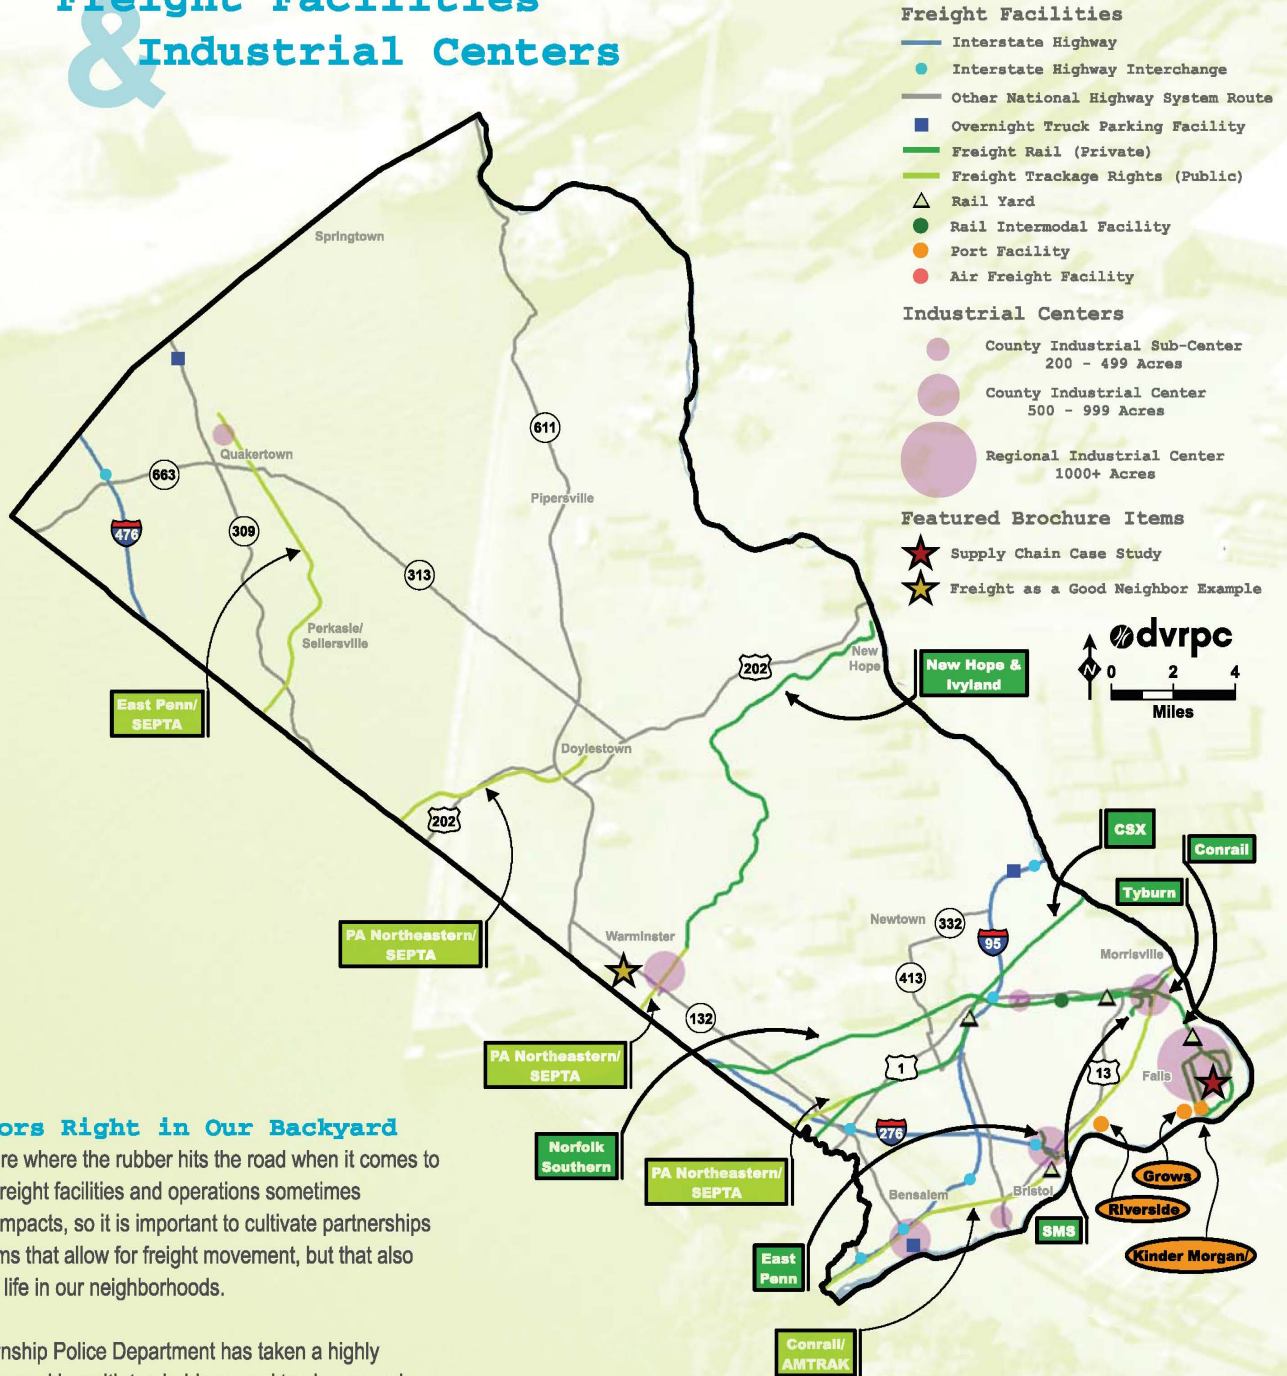 Freight Facilities
&
Industrial Centers
Freight Facilities
Interstate Highway
Interstate Highway Interchange
Other National Highway System Route
Overnight Truck Parking Facility
Freight Rail (Private)
Freight Trackage Rights (Public)
Rail Yard
Rail Intermodal Facility
Port Facility
Air Freight Facility
Industrial Centers
County Industrial Sub-Center
200 - 499 Acres
County Industrial Center
500 - 999 Acres
Regional Industrial Center
1000+ Acres
Featured Brochure Items
Supply Chain Case Study
Freight as a Good Neighbor Example
dvrpc
N
0 2 4
Miles
Springtown
611
Quakertown
663
476
309
Pipersville
313
Perkasie/
Sellersville
New
Hope
202
New Hope &
Ivyland
East Penn/
SEPTA
Doylestown
202
CSX
Conrail
Tyburn
PA Northeastern/
SEPTA
Warminster
Newtown
332
95
Morrisville
413
132
PA Northeastern/
SEPTA
1
13
Falls
276
Norfolk
Southern
PA Northeastern/
SEPTA
Bensalem
Bristol
Grows
Riverside
SMS
Kinder Morgan/
East
Penn
Conrail/
AMTRAK
ors Right in Our Backyard
re where the rubber hits the road when it comes to
reight facilities and operations sometimes
mpacts, so it is important to cultivate partnerships
ms that allow for freight movement, but that also
life in our neighborhoods.
nship Police Department has taken a highly